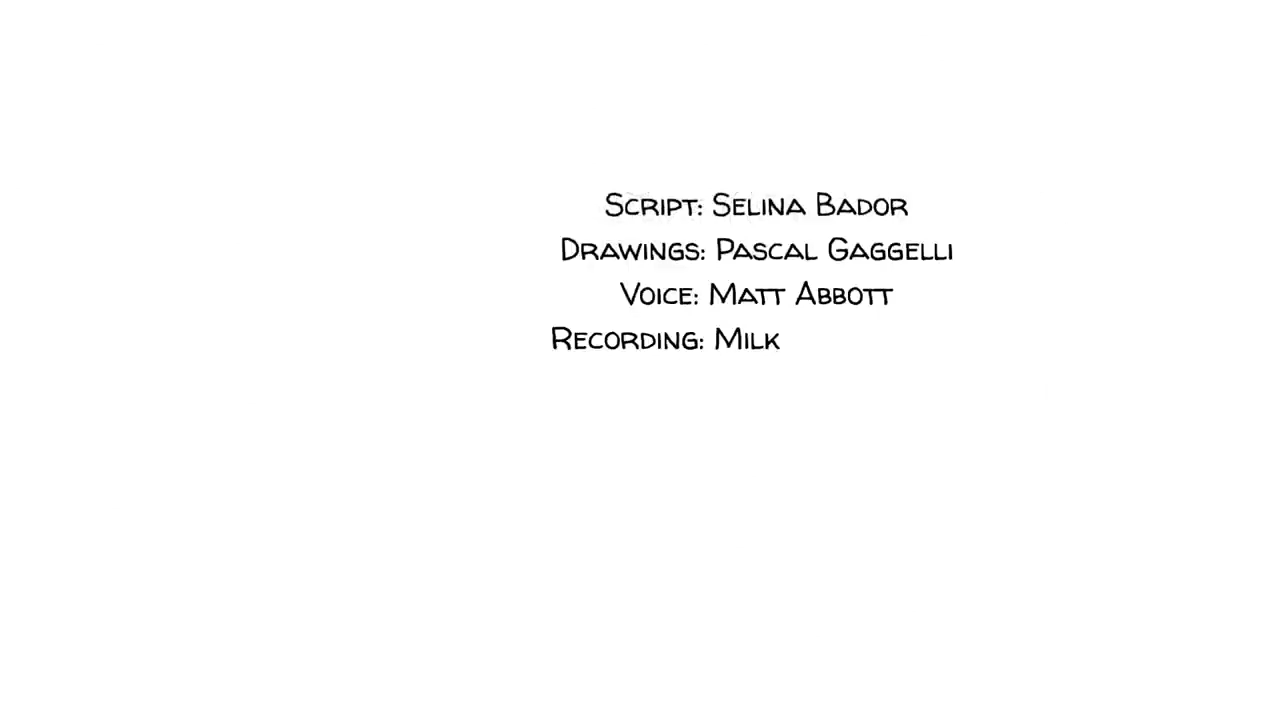 Script: Selina Bador
Drawings: Pascal Gaggelli
Voice: Matt Abbott
Recording: Milk